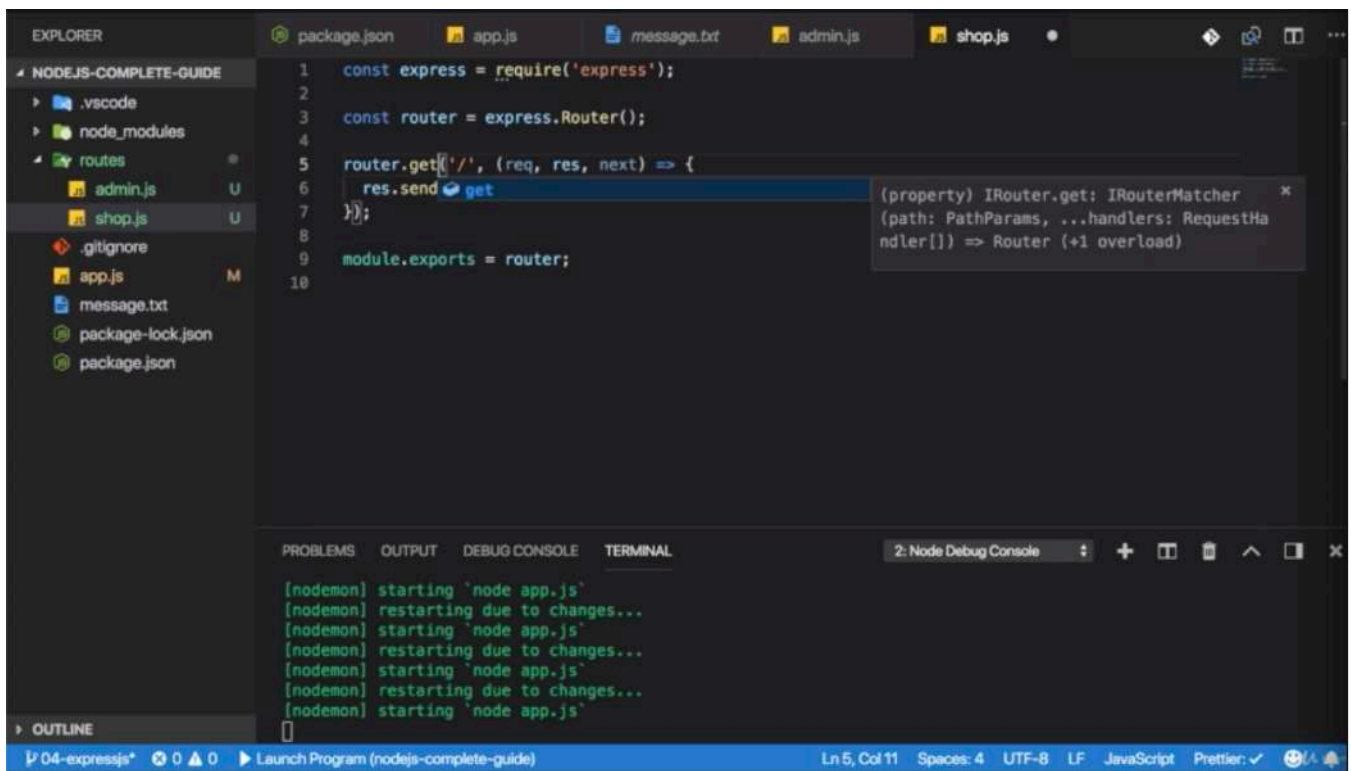 EXPLORER
NODEJS-COMPLETE-GUIDE
.vscode
node_modules
routes
admin.js U
shop.js U
.gitignore
app.js M
message.txt
package-lock.json
package.json
OUTLINE
package.json app.js message.txt admin.js shop.js
1 const express = require('express');
2
3 const router = express.Router();
4
5 router.get('/', (req, res, next) => {
6 res.send get
7 });
8
9 module.exports = router;
10
(property) IRouter.get: IRouterMatcher
(path: PathParams, ...handlers: RequestHa
ndler[]) => Router (+1 overload)
PROBLEMS OUTPUT DEBUG CONSOLE TERMINAL 2: Node Debug Console
[nodemon] starting `node app.js`
[nodemon] restarting due to changes...
[nodemon] starting `node app.js`
[nodemon] restarting due to changes...
[nodemon] starting `node app.js`
[nodemon] restarting due to changes...
[nodemon] starting `node app.js`
04-expressjs* 0 0 Launch Program (nodejs-complete-guide) Ln 5, Col 11 Spaces: 4 UTF-8 LF JavaScript Prettier: ✓